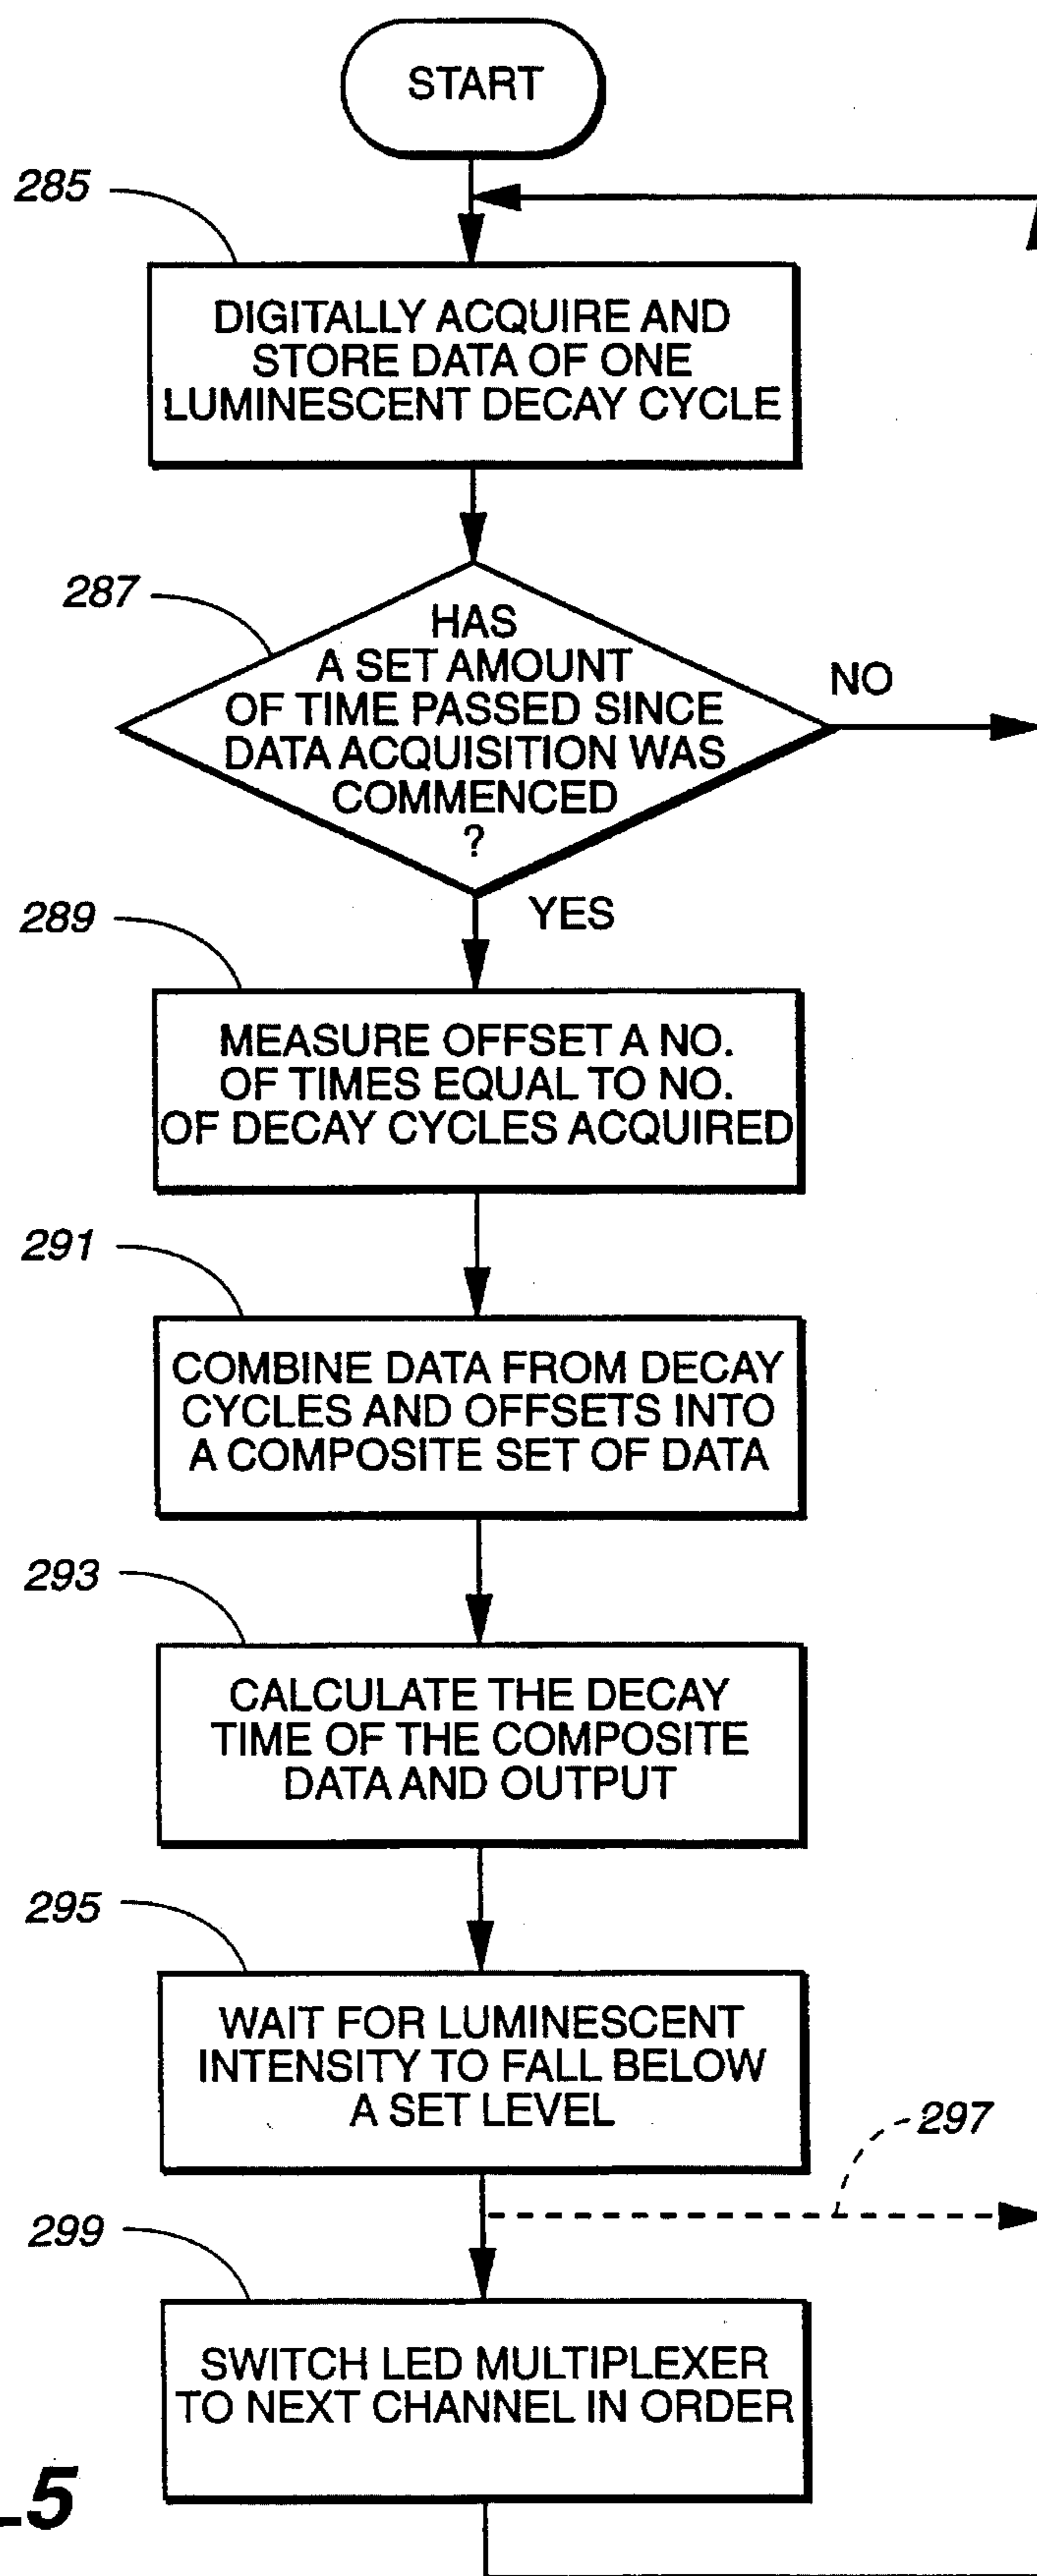 START
285
DIGITALLY ACQUIRE AND
STORE DATA OF ONE
LUMINESCENT DECAY CYCLE
287
HAS
A SET AMOUNT
OF TIME PASSED SINCE
DATA ACQUISITION WAS
COMMENCED
?
NO
YES
289
MEASURE OFFSET A NO.
OF TIMES EQUAL TO NO.
OF DECAY CYCLES ACQUIRED
291
COMBINE DATA FROM DECAY
CYCLES AND OFFSETS INTO
A COMPOSITE SET OF DATA
293
CALCULATE THE DECAY
TIME OF THE COMPOSITE
DATA AND OUTPUT
295
WAIT FOR LUMINESCENT
INTENSITY TO FALL BELOW
A SET LEVEL
297
299
SWITCH LED MULTIPLEXER
TO NEXT CHANNEL IN ORDER
5